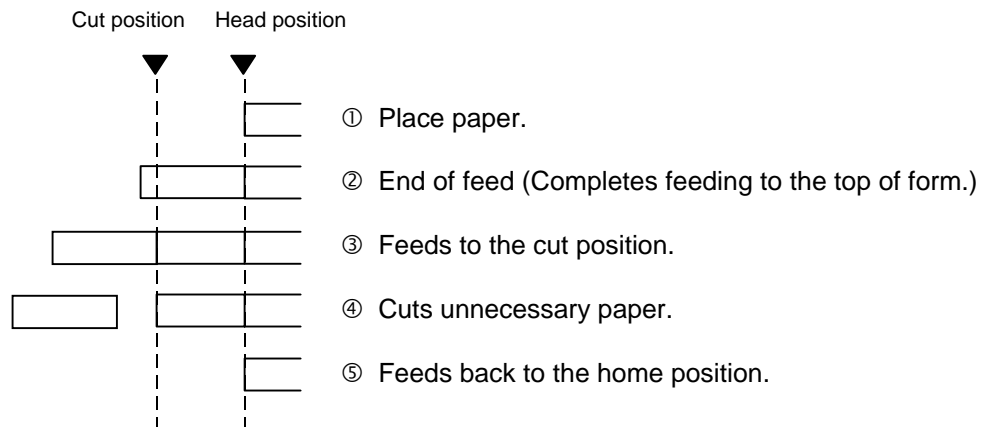 Cut position Head position
① Place paper.
② End of feed (Completes feeding to the top of form.)
③ Feeds to the cut position.
④ Cuts unnecessary paper.
⑤ Feeds back to the home position.